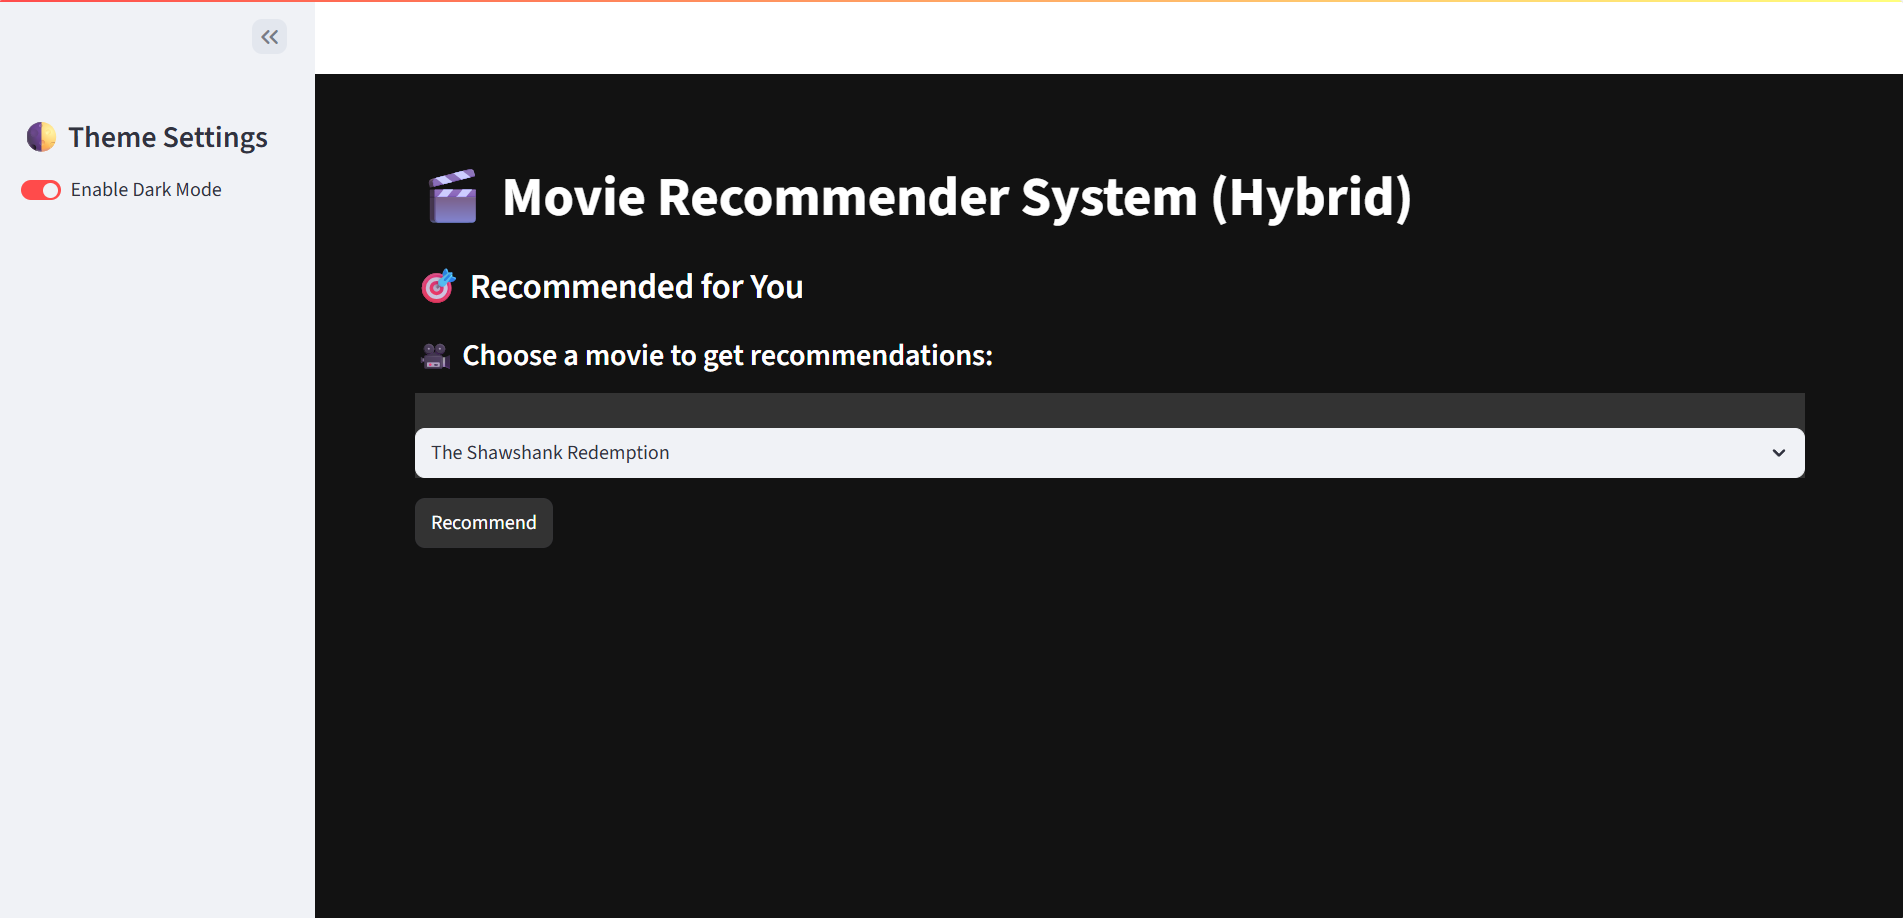 Theme Settings
Enable Dark Mode
Movie Recommender System (Hybrid)
Recommended for You
Choose a movie to get recommendations:
The Shawshank Redemption
Recommend